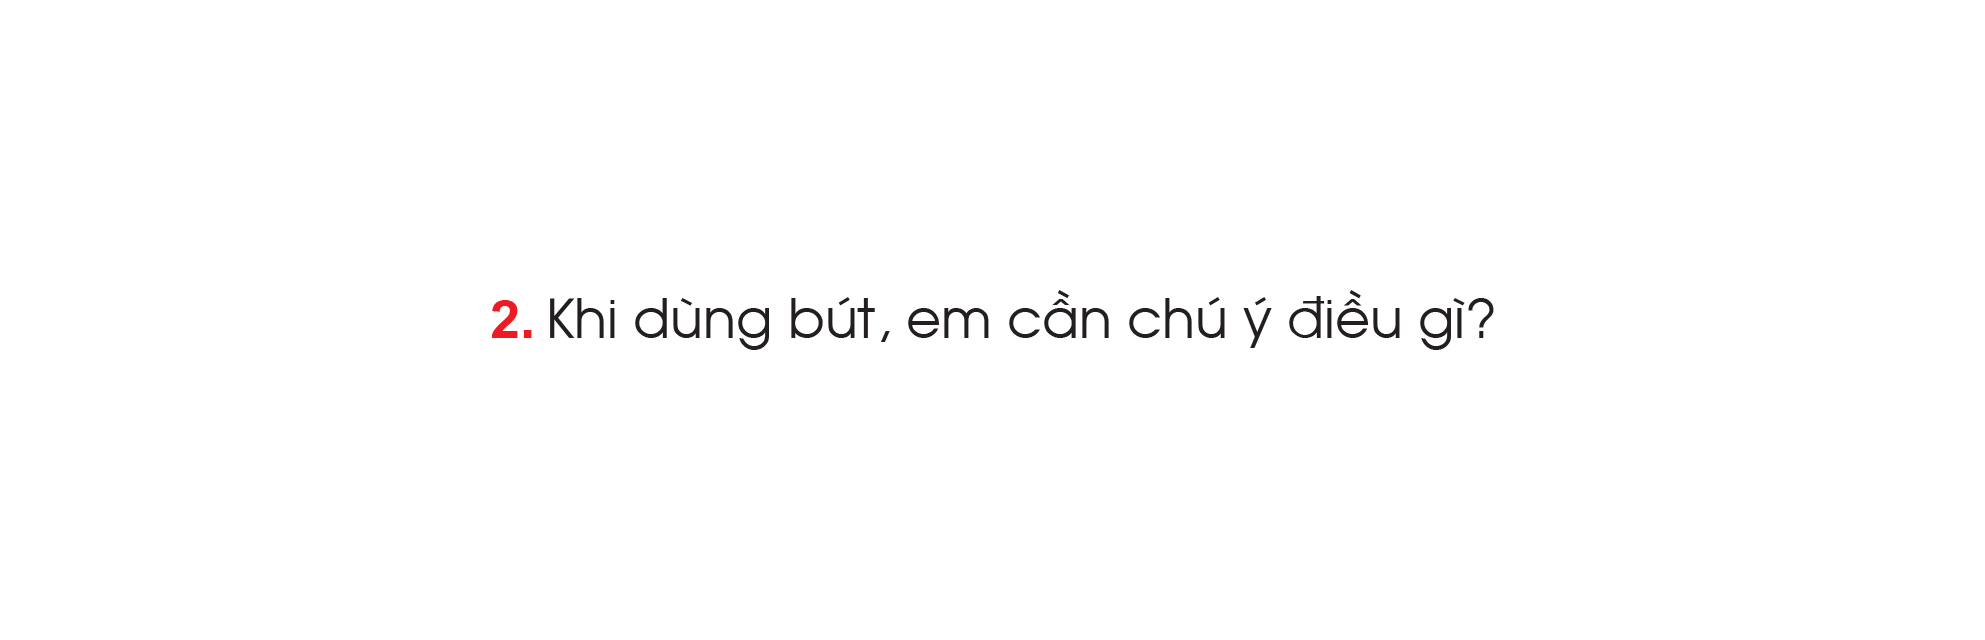 2. Khi dùng bút, em cần chú ý điều gì?